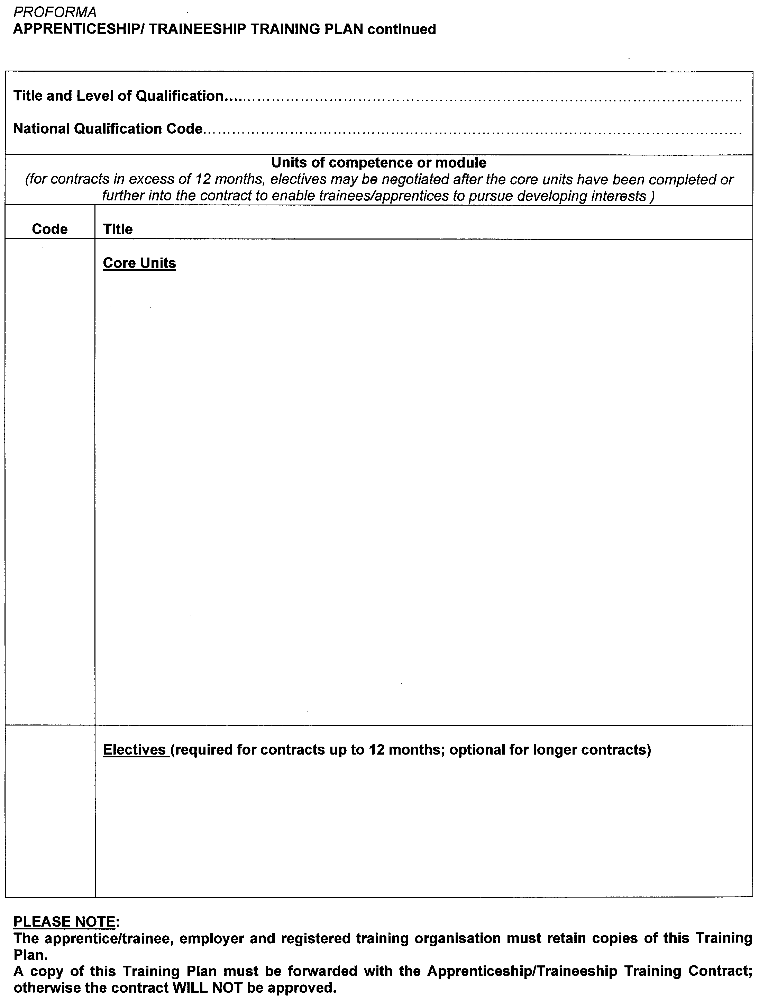 PROFORMA
APPRENTICESHIP/ TRAINEESHIP TRAINING PLAN continued
Title and Level of Qualification....................................................................................................
National Qualification Code....................................................................................................
Units of competence or module
(for contracts in excess of 12 months, electives may be negotiated after the core units have been completed or
further into the contract to enable trainees/apprentices to pursue developing interests )
Code Title
Core Units
Electives (required for contracts up to 12 months; optional for longer contracts)
PLEASE NOTE:
The apprentice/trainee, employer and registered training organisation must retain copies of this Training
Plan.
A copy of this Training Plan must be forwarded with the Apprenticeship/Traineeship Training Contract;
otherwise the contract WILL NOT be approved.